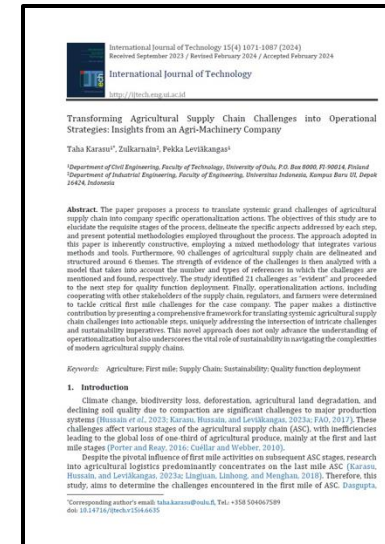 International Journal of Technology 15(4) 1071-1087 (2024)
Received September 2023 / Revised February 2024 / Accepted February 2024
International Journal of Technology
http://ijtech.eng.ui.ac.id
Transforming Agricultural Supply Chain Challenges into Operational
Strategies: Insights from an Agri-Machinery Company
Taha Karasu¹*, Zulkarnain², Pekka Leviäkangas¹
¹Department of Civil Engineering, Faculty of Technology, University of Oulu, P.O. Box 8000, FI-90014, Finland
²Department of Industrial Engineering, Faculty of Engineering, Universitas Indonesia, Kampus Baru UI, Depok
16424, Indonesia
Abstract. The paper proposes a process to translate systemic grand challenges of agricultural
supply chain into company specific operationalization actions. The objectives of this study are to
elucidate the requisite stages of the process, delineate the specific aspects addressed by each step,
and present potential methodologies employed throughout the process. The approach adopted in
this paper is inherently constructive, employing a mixed methodology that integrates various
methods and tools. Furthermore, 90 challenges of agricultural supply chain are delineated and
structured around 6 themes. The strength of evidence of the challenges is then analyzed with a
model that takes into account the number and types of references in which the challenges are
mentioned and found, respectively. The study identified 21 challenges as "evident" and proceeded
to the next step for quality function deployment. Finally, operationalization actions, including
cooperating with other stakeholders of the supply chain, regulators, and farmers were determined
to tackle critical first mile challenges for the case company. The paper makes a distinctive
contribution by presenting a comprehensive framework for translating systemic agricultural supply
chain challenges into actionable steps, uniquely addressing the intersection of intricate challenges
and sustainability imperatives. This novel approach does not only advance the understanding of
operationalization but also underscores the vital role of sustainability in navigating the complexities
of modern agricultural supply chains.
Keywords: Agriculture; First mile; Supply Chain; Sustainability; Quality function deployment
1. Introduction
Climate change, biodiversity loss, deforestation, agricultural land degradation, and
declining soil quality due to compaction are significant challenges to major production
systems (Hussain et al., 2023; Karasu, Hussain, and Leviäkangas, 2023a; FAO, 2017). These
challenges affect various stages of the agricultural supply chain (ASC), with inefficiencies
leading to the global loss of one-third of agricultural produce, mainly at the first and last
mile stages (Porter and Reay, 2016; Cuéllar and Webber, 2010).
Despite the pivotal influence of first mile activities on subsequent ASC stages, research
into agricultural logistics predominantly concentrates on the last mile ASC (Karasu,
Hussain, and Leviäkangas, 2023a; Lingjuan, Linhong, and Menghan, 2018). Therefore, this
study, aims to determine the challenges encountered in the first mile of ASC. Dasgupta,
*Corresponding author's email: taha.karasu@oulu.fi, Tel.: +358 504067589
doi: 10.14716/ijtech.v15i4.6635